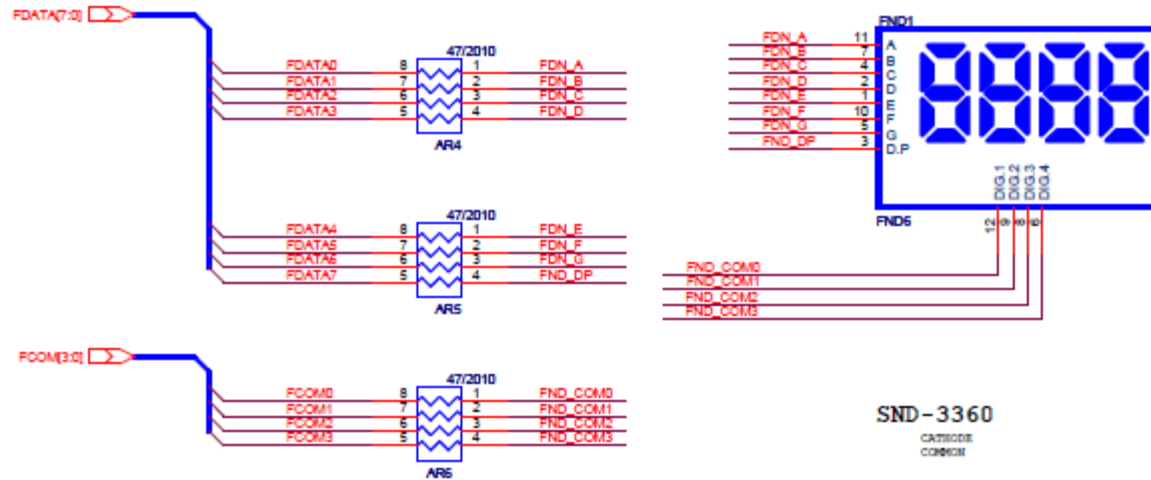 FDATA[7:0]
47/2010
FDATA0 8 1 FDN_A
FDATA1 7 2 FDN_B
FDATA2 6 3 FDN_C
FDATA3 5 4 FDN_D
AR4
47/2010
FDATA4 8 1 FDN_E
FDATA5 7 2 FDN_F
FDATA6 6 3 FDN_G
FDATA7 5 4 FND_DP
AR5
FCOM[3:0]
47/2010
FCOM0 8 1 FND_COM0
FCOM1 7 2 FND_COM1
FCOM2 6 3 FND_COM2
FCOM3 5 4 FND_COM3
AR6
FND1
FDN_A 11 A
FDN_B 7 B
FDN_C 4 C
FDN_D 2 D
FDN_E 1 E
FDN_F 10 F
FDN_G 5 G
FND_DP 3 D.P
DIG.1
DIG.2
DIG.3
DIG.4
FND5
12
9
8
6
FND_COM0
FND_COM1
FND_COM2
FND_COM3
SND-3360
CATHODE
COMMON